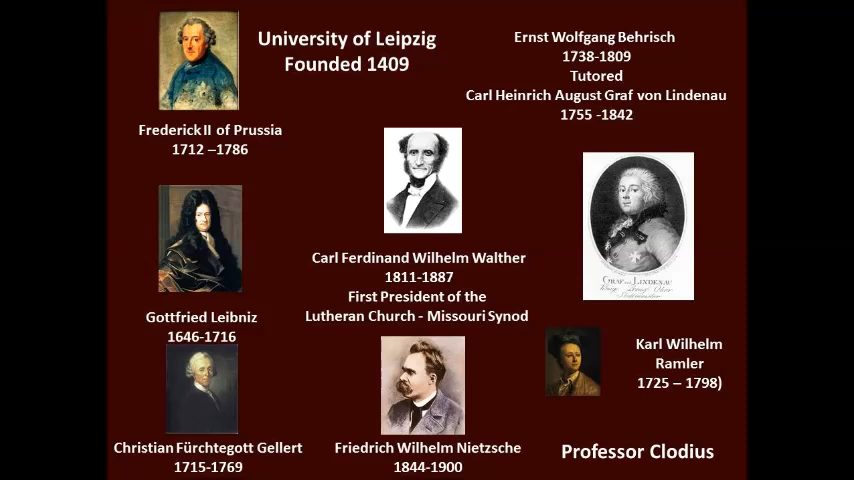 University of Leipzig
Founded 1409
Ernst Wolfgang Behrisch
1738-1809
Tutored
Carl Heinrich August Graf von Lindenau
1755 -1842
Frederick II of Prussia
1712 –1786
Carl Ferdinand Wilhelm Walther
1811-1887
First President of the
Lutheran Church - Missouri Synod
GRAF von LINDENAU
Gottfried Leibniz
1646-1716
Karl Wilhelm
Ramler
1725 – 1798)
Christian Fürchtegott Gellert
1715-1769
Friedrich Wilhelm Nietzsche
1844-1900
Professor Clodius